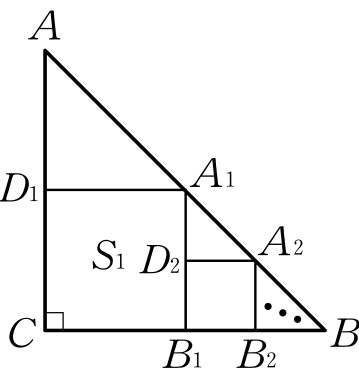 A
D₁ A₁
S₁ D₂ A₂
C B₁ B₂ B